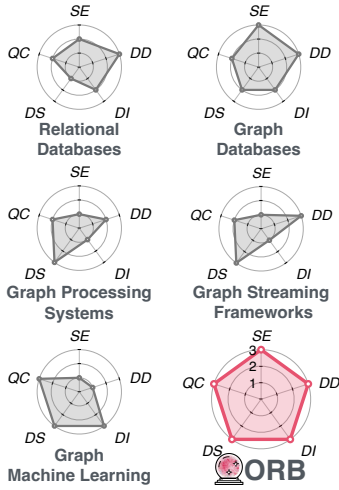 SE SE
QC DD QC DD
DS DI DS DI
Relational Graph
Databases Databases
SE SE
QC DD QC DD
DS DI DS DI
Graph Processing Graph Streaming
Systems Frameworks
SE SE
3
2
1
QC DD QC DD
DS DI DS DI
Graph
Machine Learning ORB